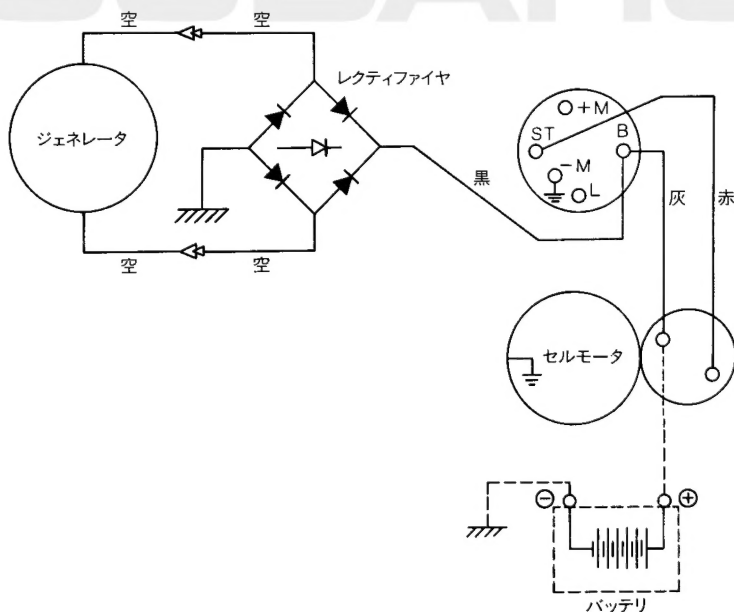 空 空
レクティファイヤ
ジェネレータ
+M
ST B
-M
L
黒
灰 赤
空 空
セルモータ
⊖ ⊕
バッテリ